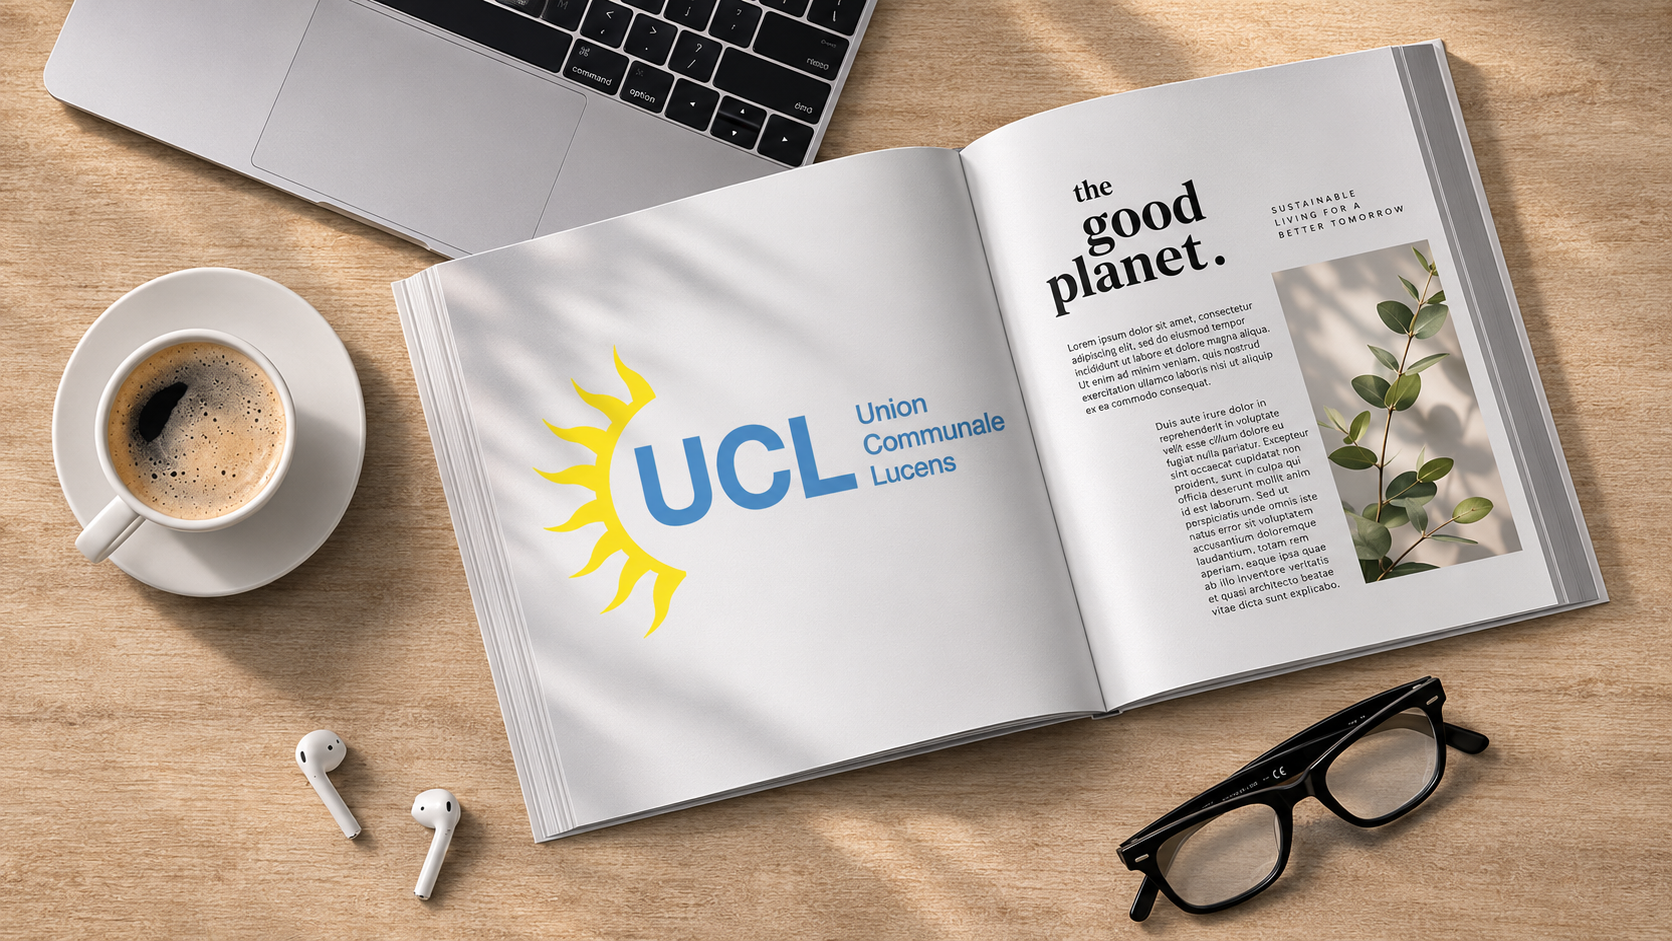 command
option
UCL
Union
Communale
Lucens
the
good
planet.
SUSTAINABLE
LIVING FOR A
BETTER TOMORROW
Lorem ipsum dolor sit amet, consectetur
adipiscing elit, sed do eiusmod tempor
incididunt ut labore et dolore magna aliqua.
Ut enim ad minim veniam, quis nostrud
exercitation ullamco laboris nisi ut aliquip
ex ea commodo consequat.
Duis aute irure dolor in
reprehenderit in voluptate
velit esse cillum dolore eu
fugiat nulla pariatur. Excepteur
sint occaecat cupidatat non
proident, sunt in culpa qui
officia deserunt mollit anim
id est laborum. Sed ut
perspiciatis unde omnis iste
natus error sit voluptatem
accusantium doloremque
laudantium, totam rem
aperiam, eaque ipsa quae
ab illo inventore veritatis
et quasi architecto beatae
vitae dicta sunt explicabo.
CE